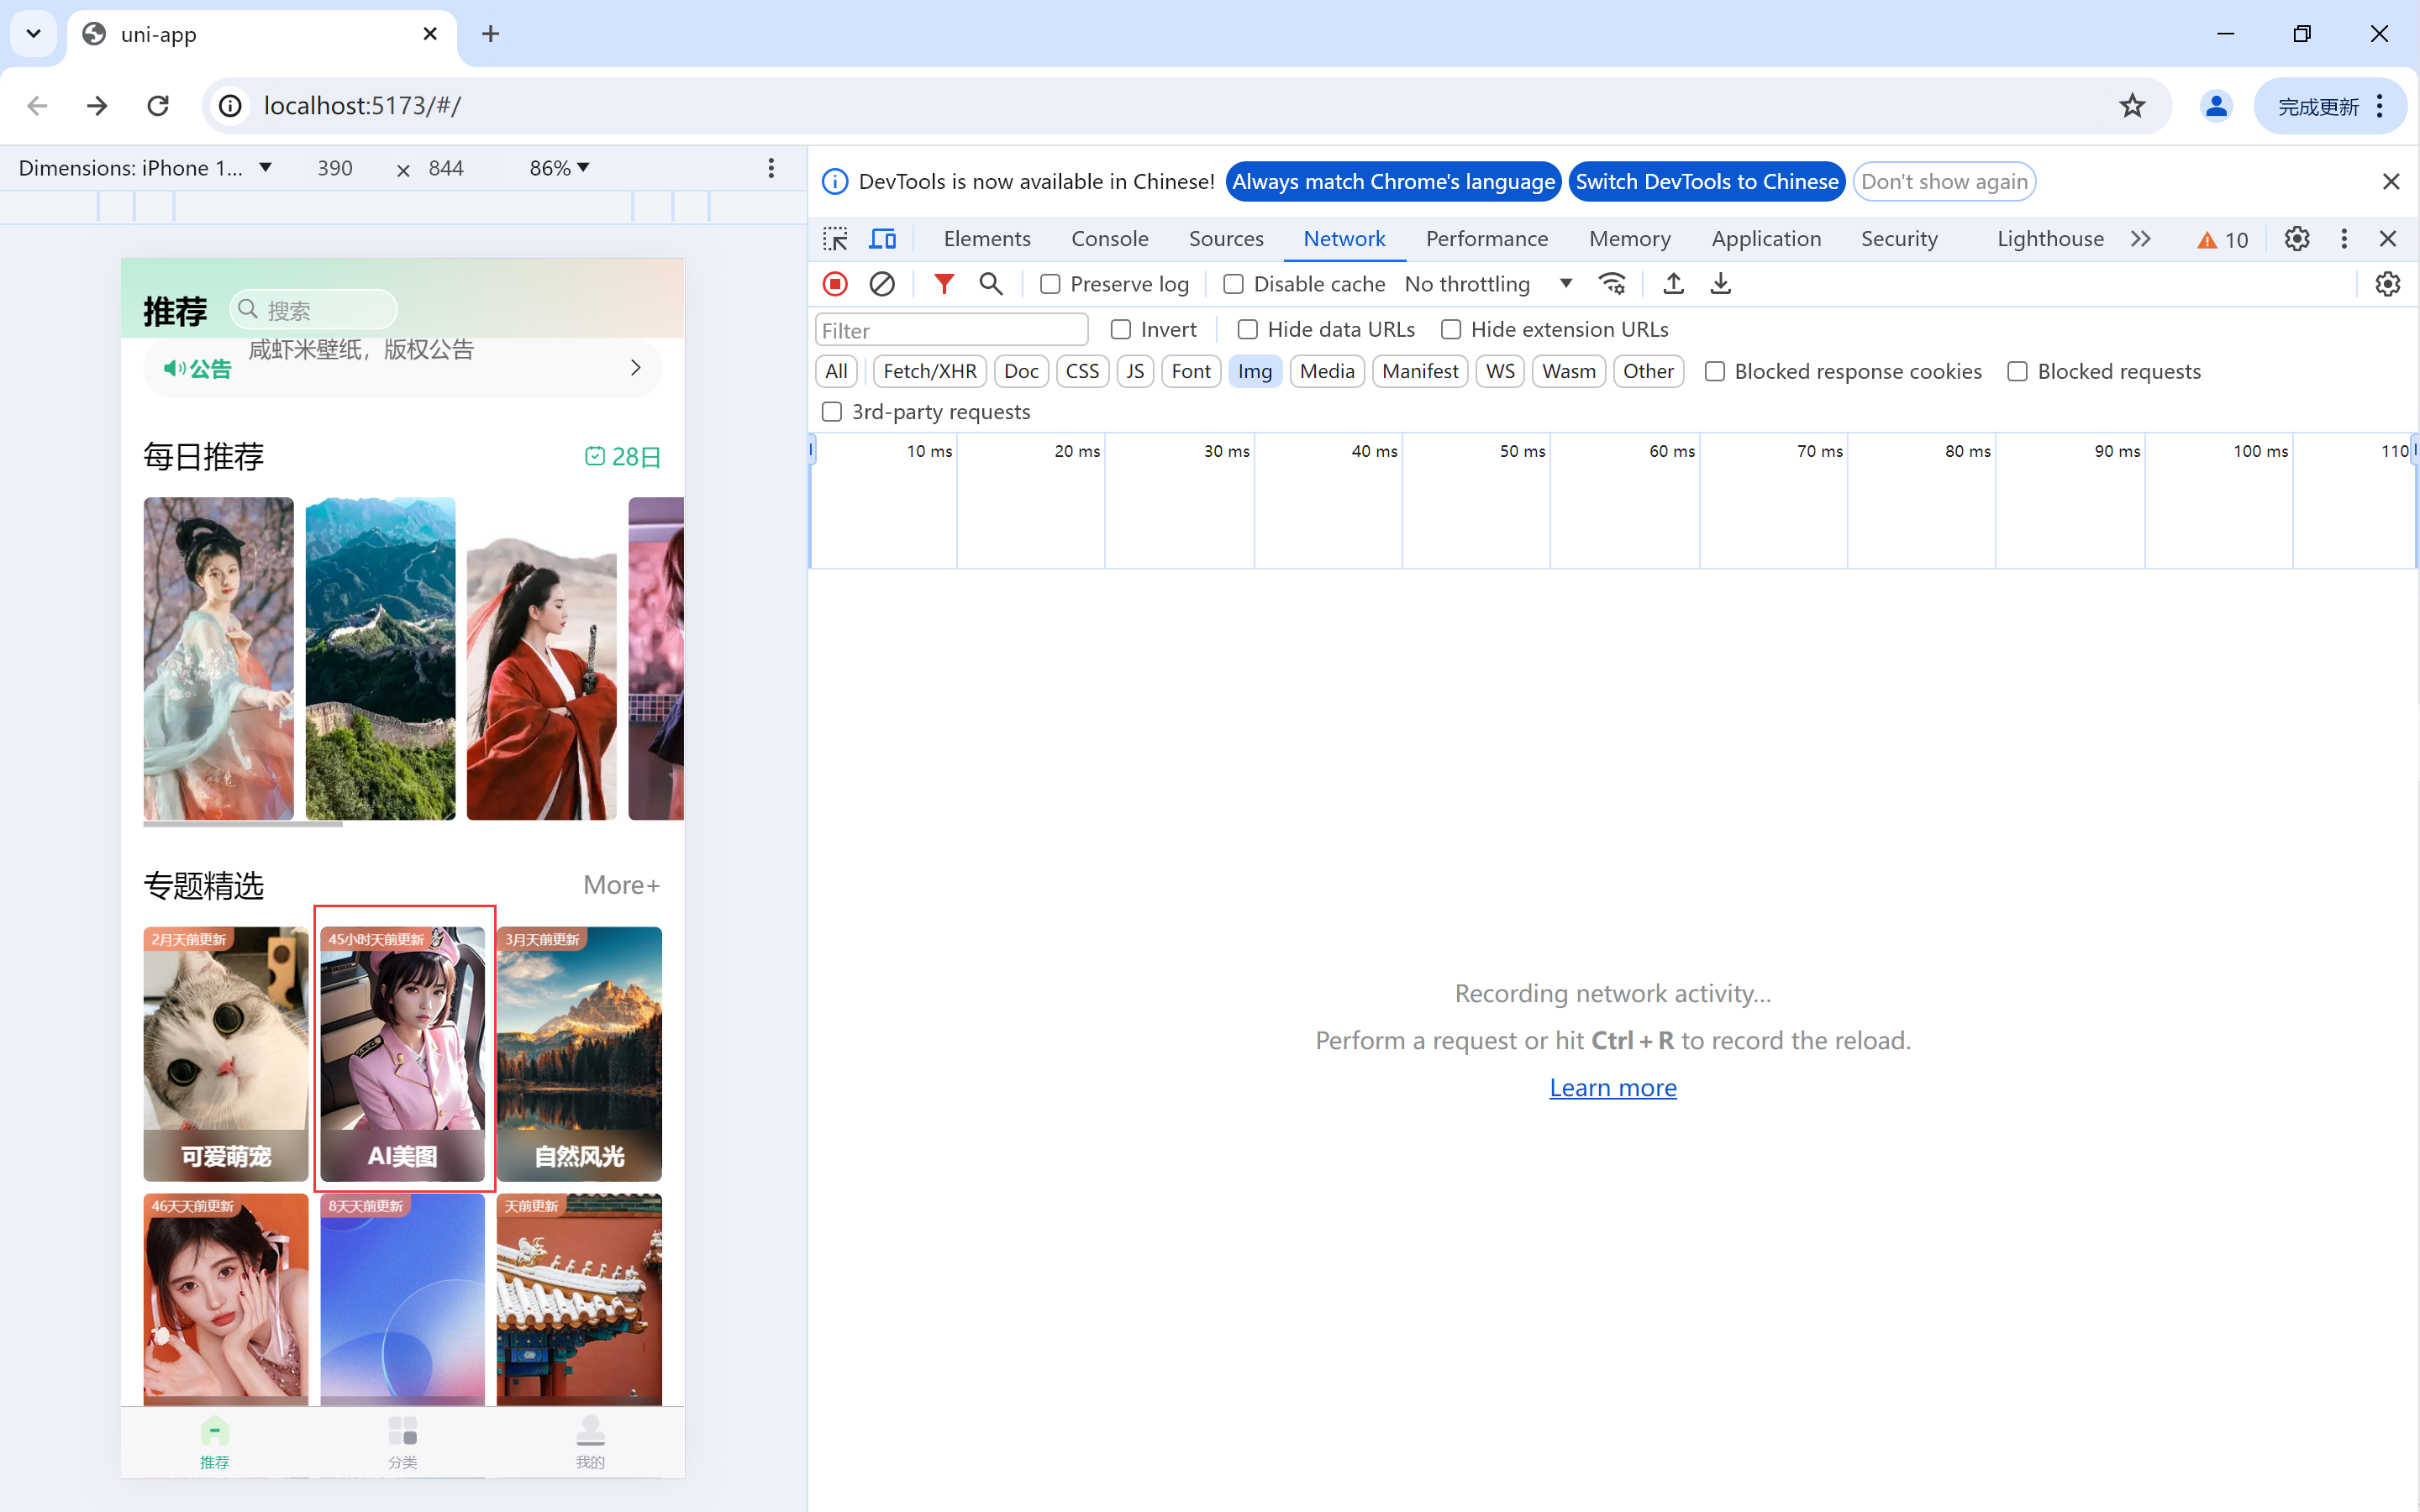 uni-app
localhost:5173/#/
完成更新
Dimensions: iPhone 1... 390 × 844 86%
DevTools is now available in Chinese! Always match Chrome's language Switch DevTools to Chinese Don't show again
Elements Console Sources Network Performance Memory Application Security Lighthouse 10
Preserve log Disable cache No throttling
Filter Invert Hide data URLs Hide extension URLs
All Fetch/XHR Doc CSS JS Font Img Media Manifest WS Wasm Other Blocked response cookies Blocked requests
3rd-party requests
10 ms 20 ms 30 ms 40 ms 50 ms 60 ms 70 ms 80 ms 90 ms 100 ms 110
Recording network activity...
Perform a request or hit Ctrl + R to record the reload.
Learn more
推荐 搜索
公告 咸虾米壁纸，版权公告
每日推荐 28日
专题精选 More+
2月天前更新 45小时天前更新 3月天前更新
可爱萌宠 AI美图 自然风光
46天天前更新 8天天前更新 天前更新
推荐 分类 我的